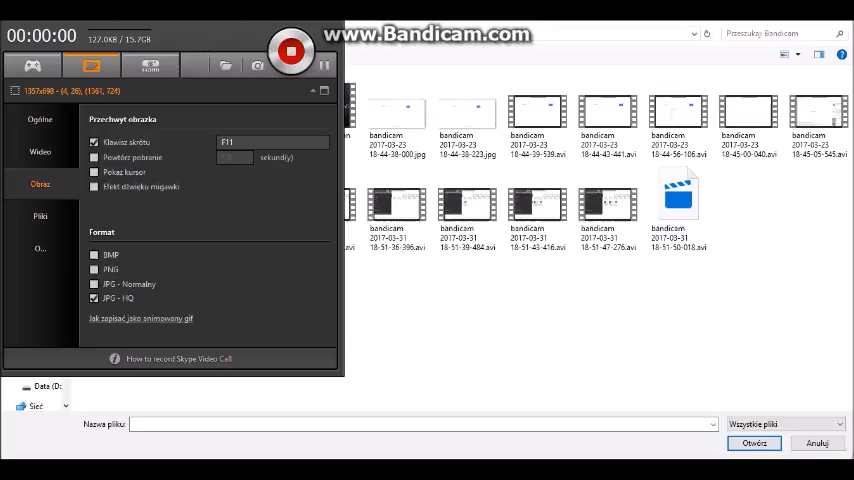 00:00:00
127.0KB / 15.7GB
www.Bandicam.com
Przeszukaj Bandicam
HDMI
1357x698 - (4, 26), (1361, 724)
Ogólne
Wideo
Obraz
Pliki
O...
Przechwyt obrazka
Klawisz skrótu
F11
Powtórz pobranie
1,0
sekund(y)
Pokaż kursor
Efekt dźwięku migawki
Format
BMP
PNG
JPG - Normalny
JPG - HQ
Jak zapisać jako animowany gif
How to record Skype Video Call
bandicam
2017-03-23
18-44-38-000.jpg
bandicam
2017-03-23
18-44-38-223.jpg
bandicam
2017-03-23
18-44-39-539.avi
bandicam
2017-03-23
18-44-43-441.avi
bandicam
2017-03-23
18-44-56-106.avi
bandicam
2017-03-23
18-45-00-040.avi
bandicam
2017-03-23
18-45-05-545.avi
bandicam
2017-03-31
18-51-36-396.avi
bandicam
2017-03-31
18-51-39-484.avi
bandicam
2017-03-31
18-51-43-416.avi
bandicam
2017-03-31
18-51-47-276.avi
bandicam
2017-03-31
18-51-50-018.avi
Data (D:
Sieć
Nazwa pliku:
Wszystkie pliki
Otwórz
Anuluj